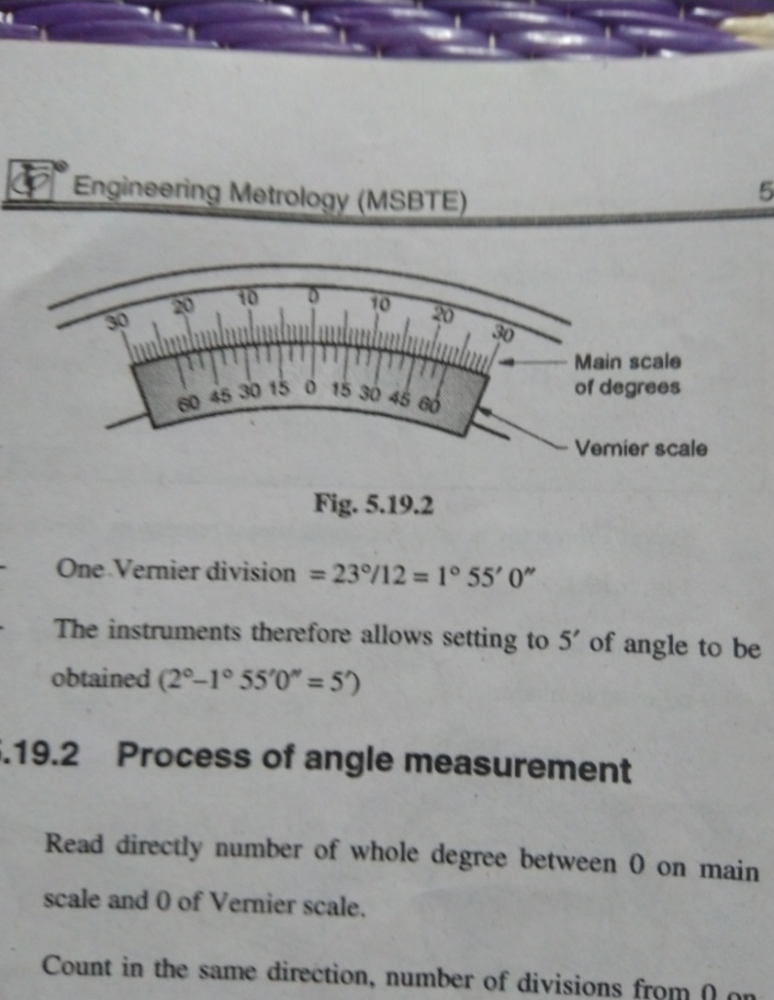 Engineering Metrology (MSBTE) 5
30 20 10 0 10 20 30
Main scale
of degrees
60 45 30 15 0 15 30 45 60
Vernier scale
Fig. 5.19.2
- One Vernier division = 23°/12 = 1° 55′ 0″
- The instruments therefore allows setting to 5′ of angle to be
obtained (2°–1° 55′0″ = 5′)
.19.2 Process of angle measurement
Read directly number of whole degree between 0 on main
scale and 0 of Vernier scale.
Count in the same direction, number of divisions from 0 on